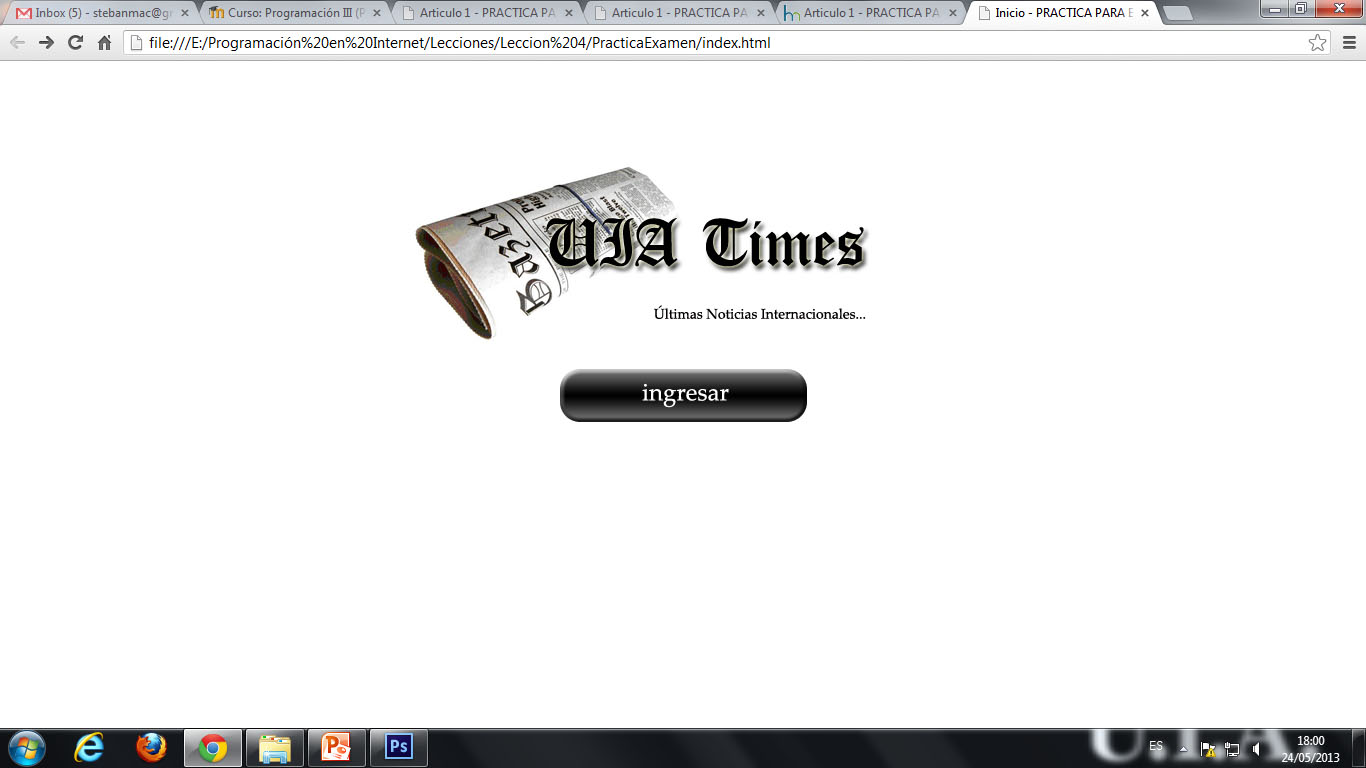 Inbox (5) - stebanmac@gr
Curso: Programación III (P
Articulo 1 - PRACTICA PA
Articulo 1 - PRACTICA PA
Articulo 1 - PRACTICA PA
Inicio - PRACTICA PARA E
file:///E:/Programación%20en%20Internet/Lecciones/Leccion%204/PracticaExamen/index.html
UIA Times
Últimas Noticias Internacionales...
ingresar
U.I.A.
ES
18:00
24/05/2013